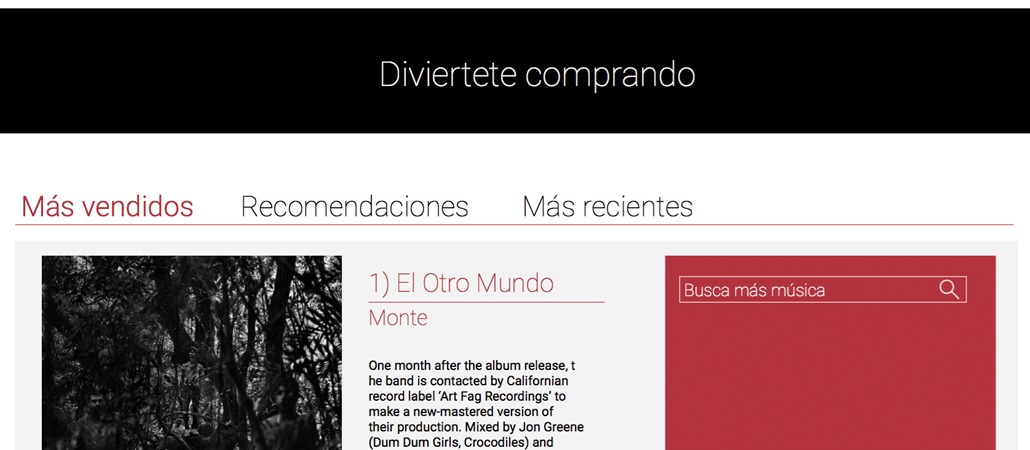 Diviertete comprando
Más vendidos Recomendaciones Más recientes
1) El Otro Mundo
Monte
One month after the album release, t
he band is contacted by Californian
record label ‘Art Fag Recordings’ to
make a new-mastered version of
their production. Mixed by Jon Greene
(Dum Dum Girls, Crocodiles) and
Busca más música